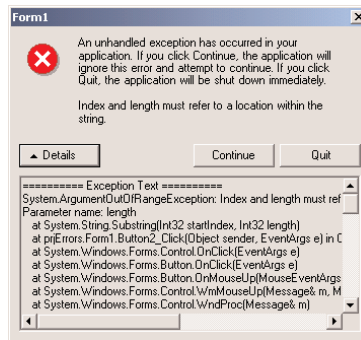 Form1
An unhandled exception has occurred in your
application. If you click Continue, the application will
ignore this error and attempt to continue. If you click
Quit, the application will be shut down immediately.
Index and length must refer to a location within the
string.
Details Continue Quit
========== Exception Text ==========
System.ArgumentOutOfRangeException: Index and length must ref
Parameter name: length
at System.String.Substring(Int32 startIndex, Int32 length)
at prjErrors.Form1.Button2_Click(Object sender, EventArgs e) in C
at System.Windows.Forms.Control.OnClick(EventArgs e)
at System.Windows.Forms.Button.OnClick(EventArgs e)
at System.Windows.Forms.Button.OnMouseUp(MouseEventArgs
at System.Windows.Forms.Control.WmMouseUp(Message& m, M
at System.Windows.Forms.Control.WndProc(Message& m)